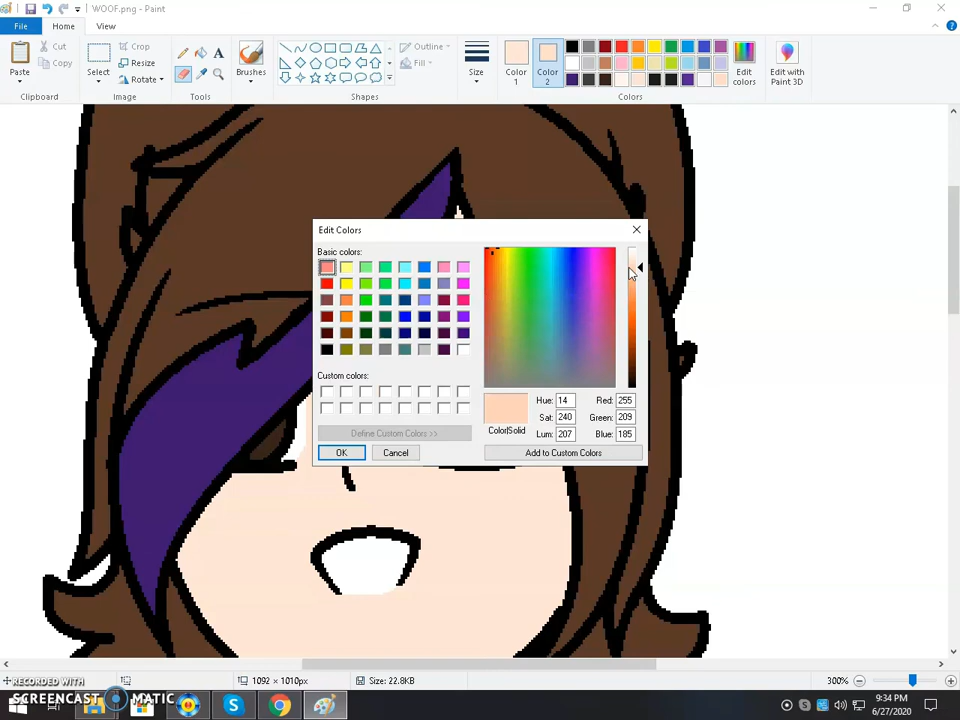 WOOF.png - Paint
File
Home
View
Paste
Cut
Copy
Clipboard
Select
Crop
Resize
Rotate
Image
A
Tools
Brushes
Outline
Fill
Shapes
Size
Color
1
Color
2
Edit
colors
Colors
Edit with
Paint 3D
Edit Colors
Basic colors:
Custom colors:
Define Custom Colors >>
OK
Cancel
Color|Solid
Hue: 14
Sat: 240
Lum: 207
Red: 255
Green: 209
Blue: 185
Add to Custom Colors
1092 × 1010px
Size: 22.8KB
300%
RECORDED WITH
SCREENCAST MATIC
9:34 PM
6/27/2020